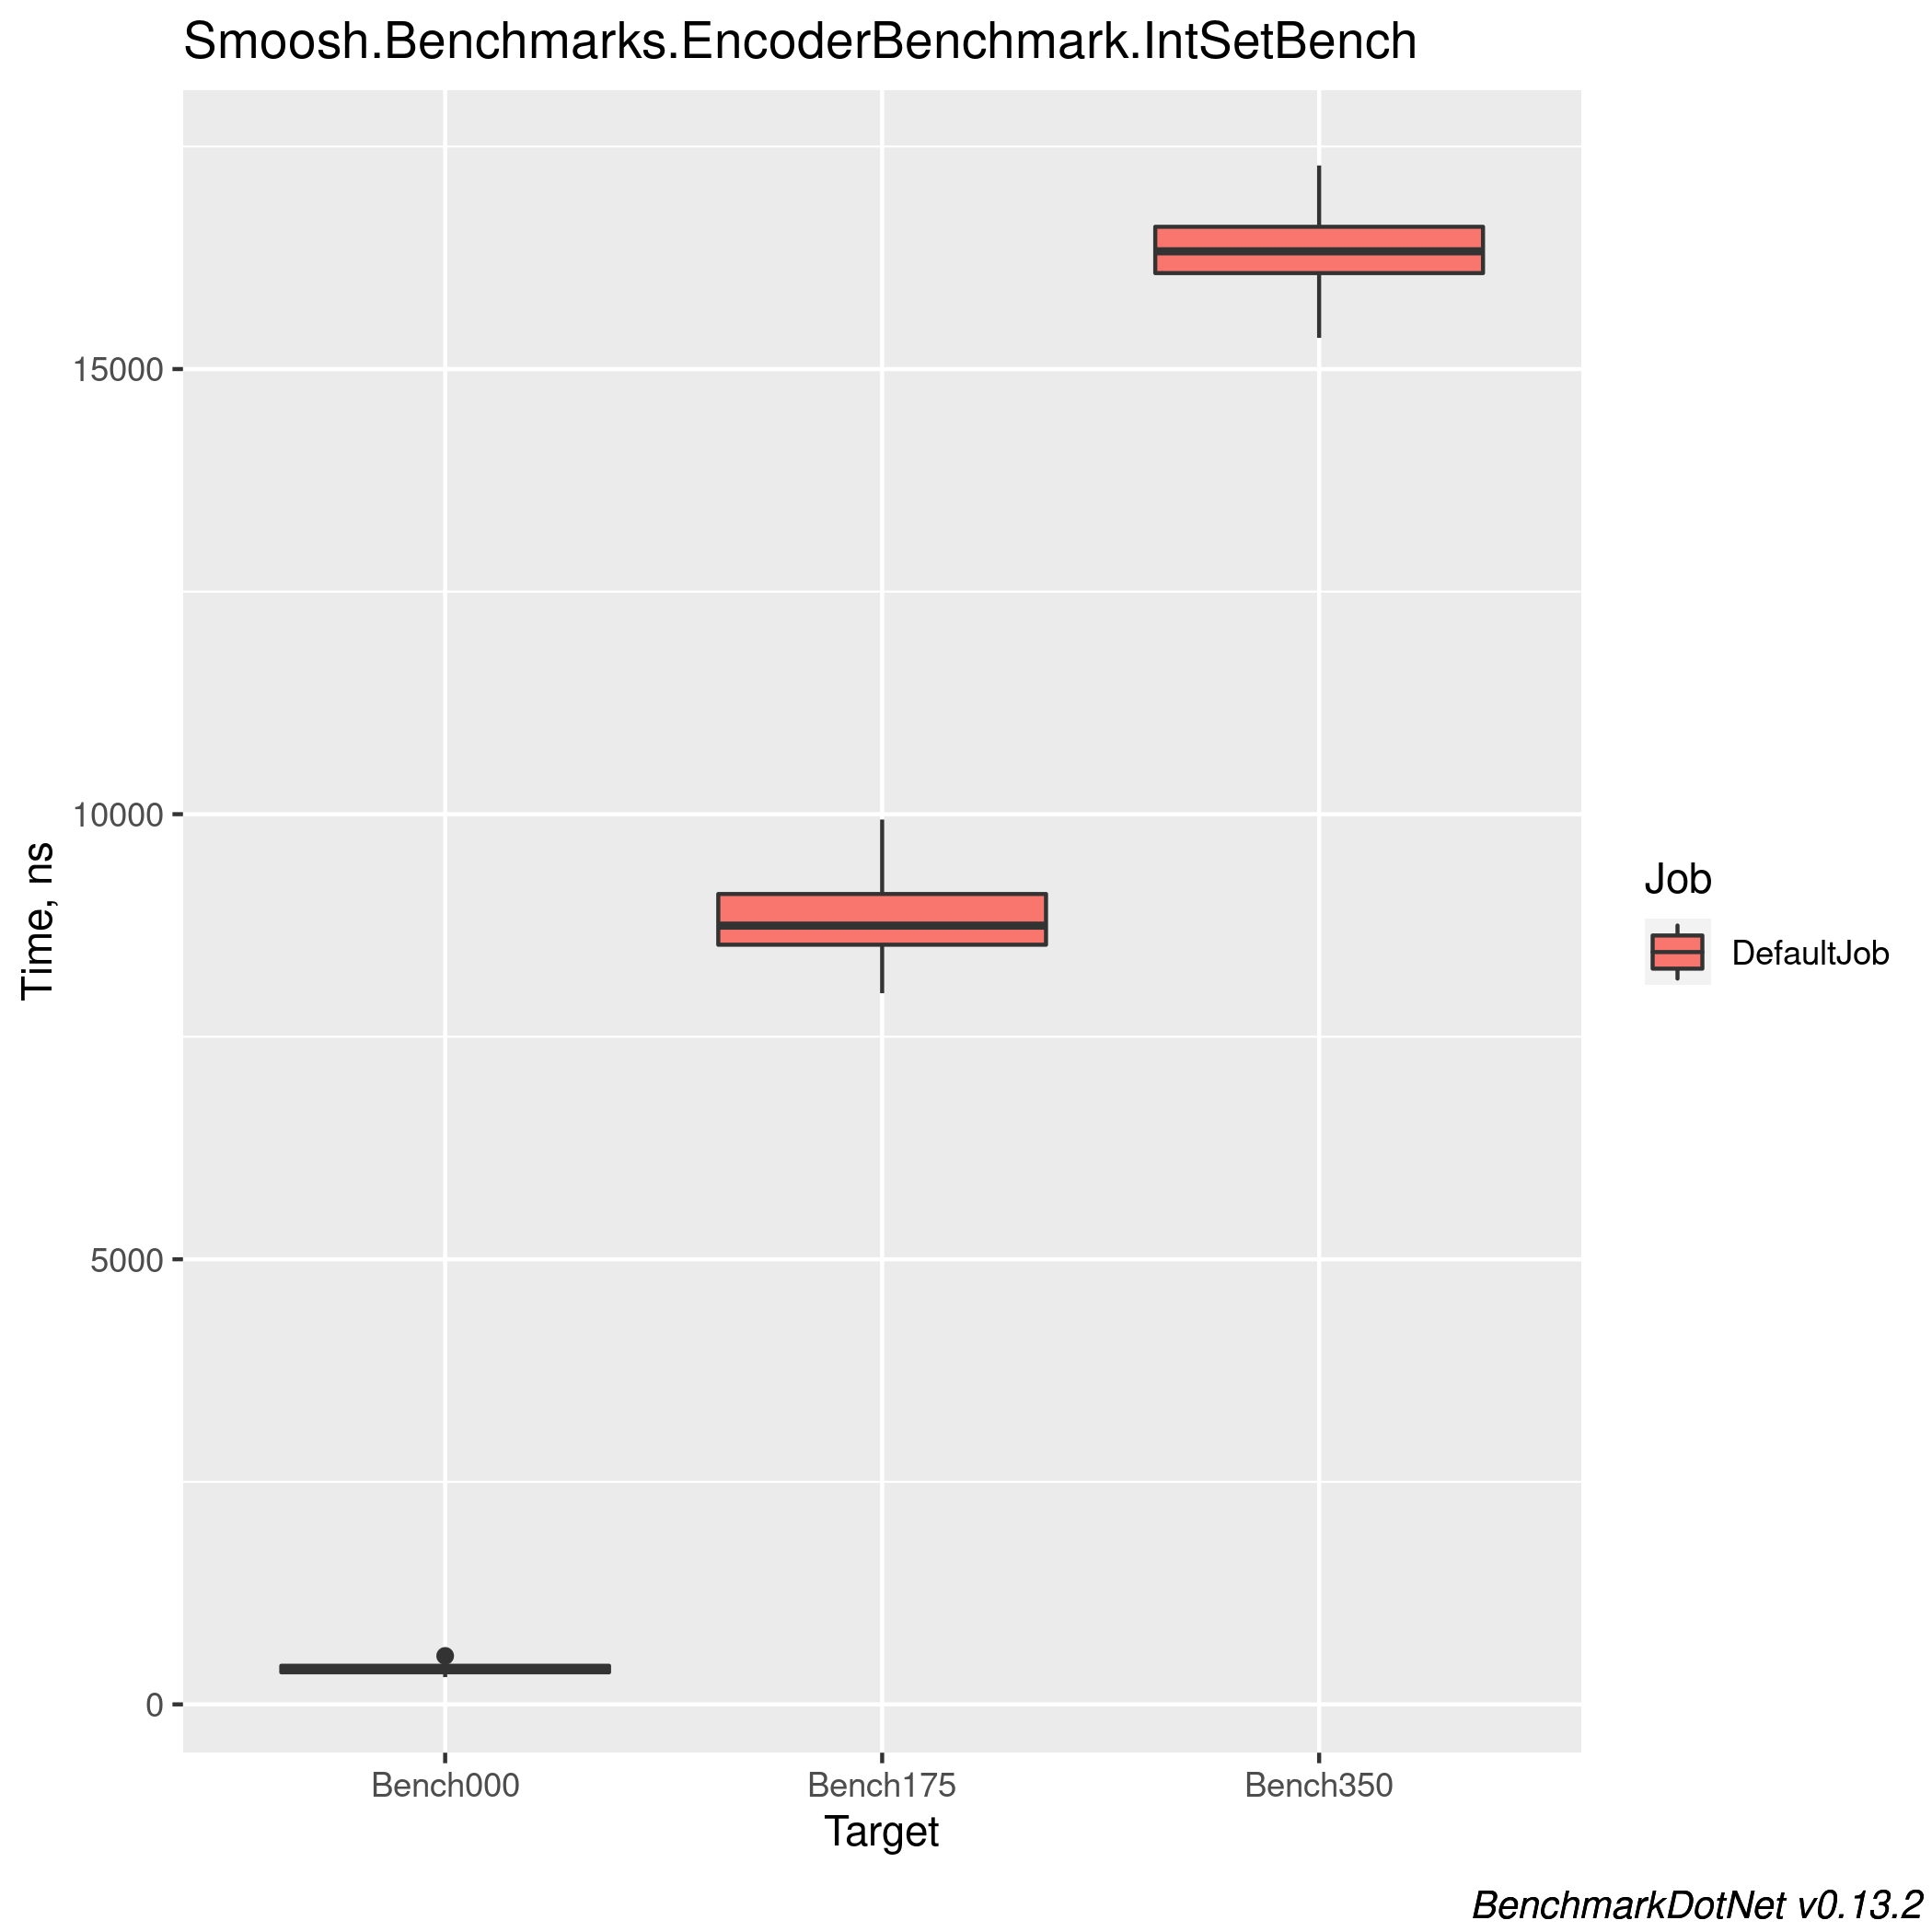 Smoosh.Benchmarks.EncoderBenchmark.IntSetBench
15000
10000
5000
0
Time, ns
Bench000 Bench175 Bench350
Target
Job
DefaultJob
BenchmarkDotNet v0.13.2